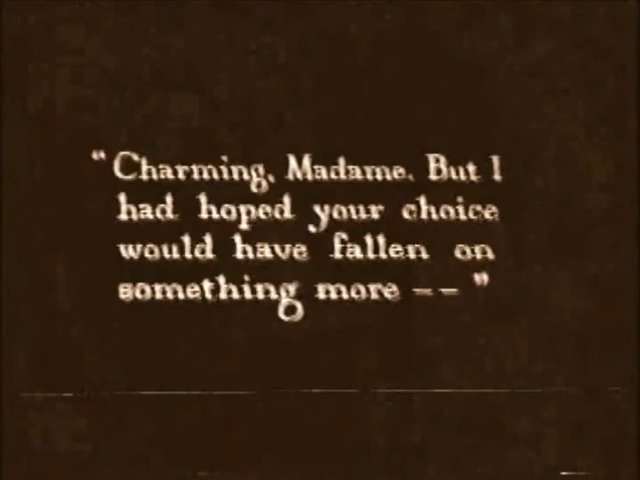 “Charming, Madame. But I
had hoped your choice
would have fallen on
something more -- ”